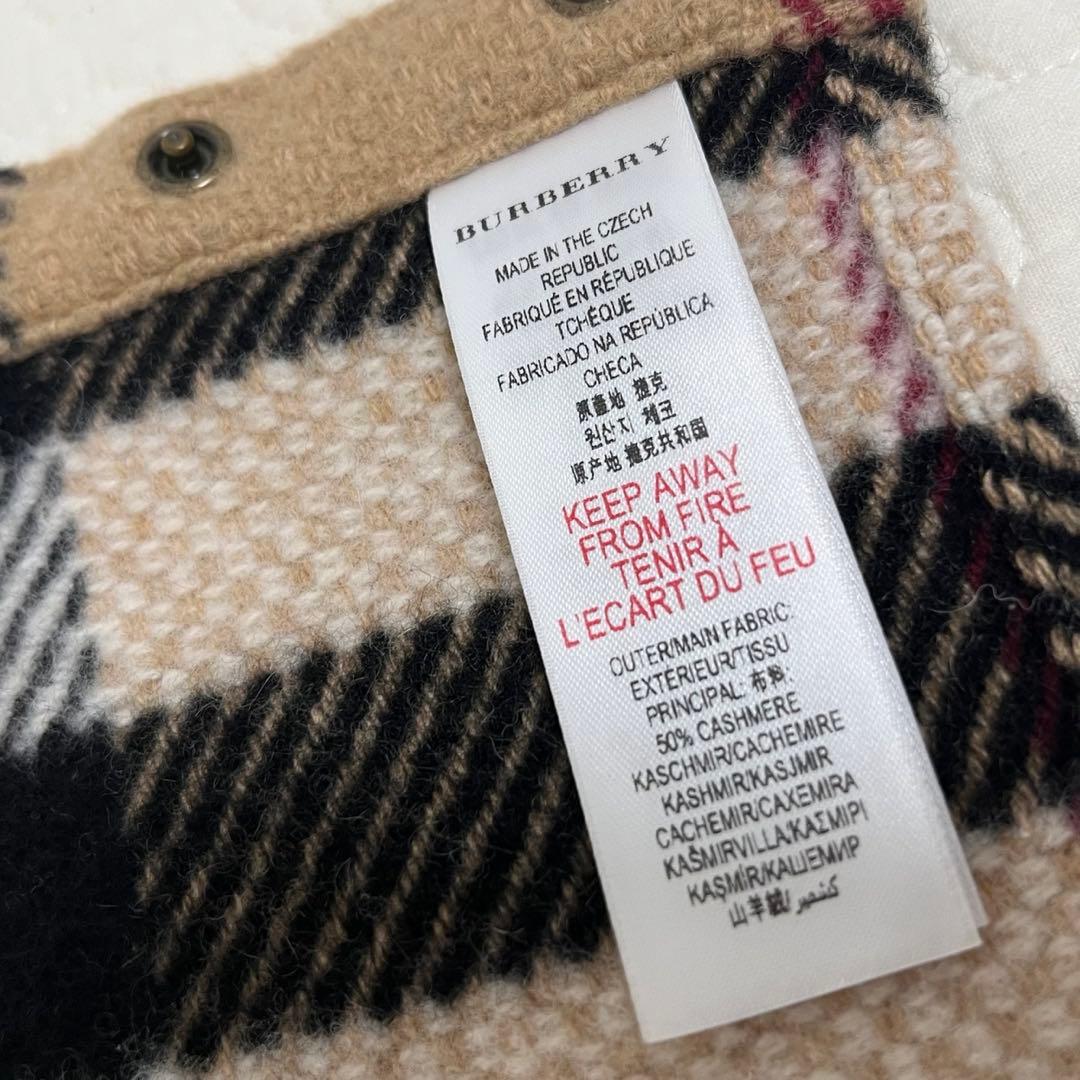 BURBERRY
MADE IN THE CZECH
REPUBLIC
FABRIQUÉ EN RÉPUBLIQUE
TCHÈQUE
FABRICADO NA REPÚBLICA
CHECA
原產地 捷克
원산지 체코
原产地 捷克共和国
KEEP AWAY
FROM FIRE
TENIR À
L'ECART DU FEU
OUTER/MAIN FABRIC:
EXTERIEUR/TISSU
PRINCIPAL: 布料:
50% CASHMERE
KASCHMIR/CACHEMIRE
KASHMIR/KASJMIR
CACHEMIR/CAXEMIRA
KAŠMIRVILLA/ΚΑΣΜΙΡΙ
KAŞMİR/КАШЕМИР
山羊絨/كشمير